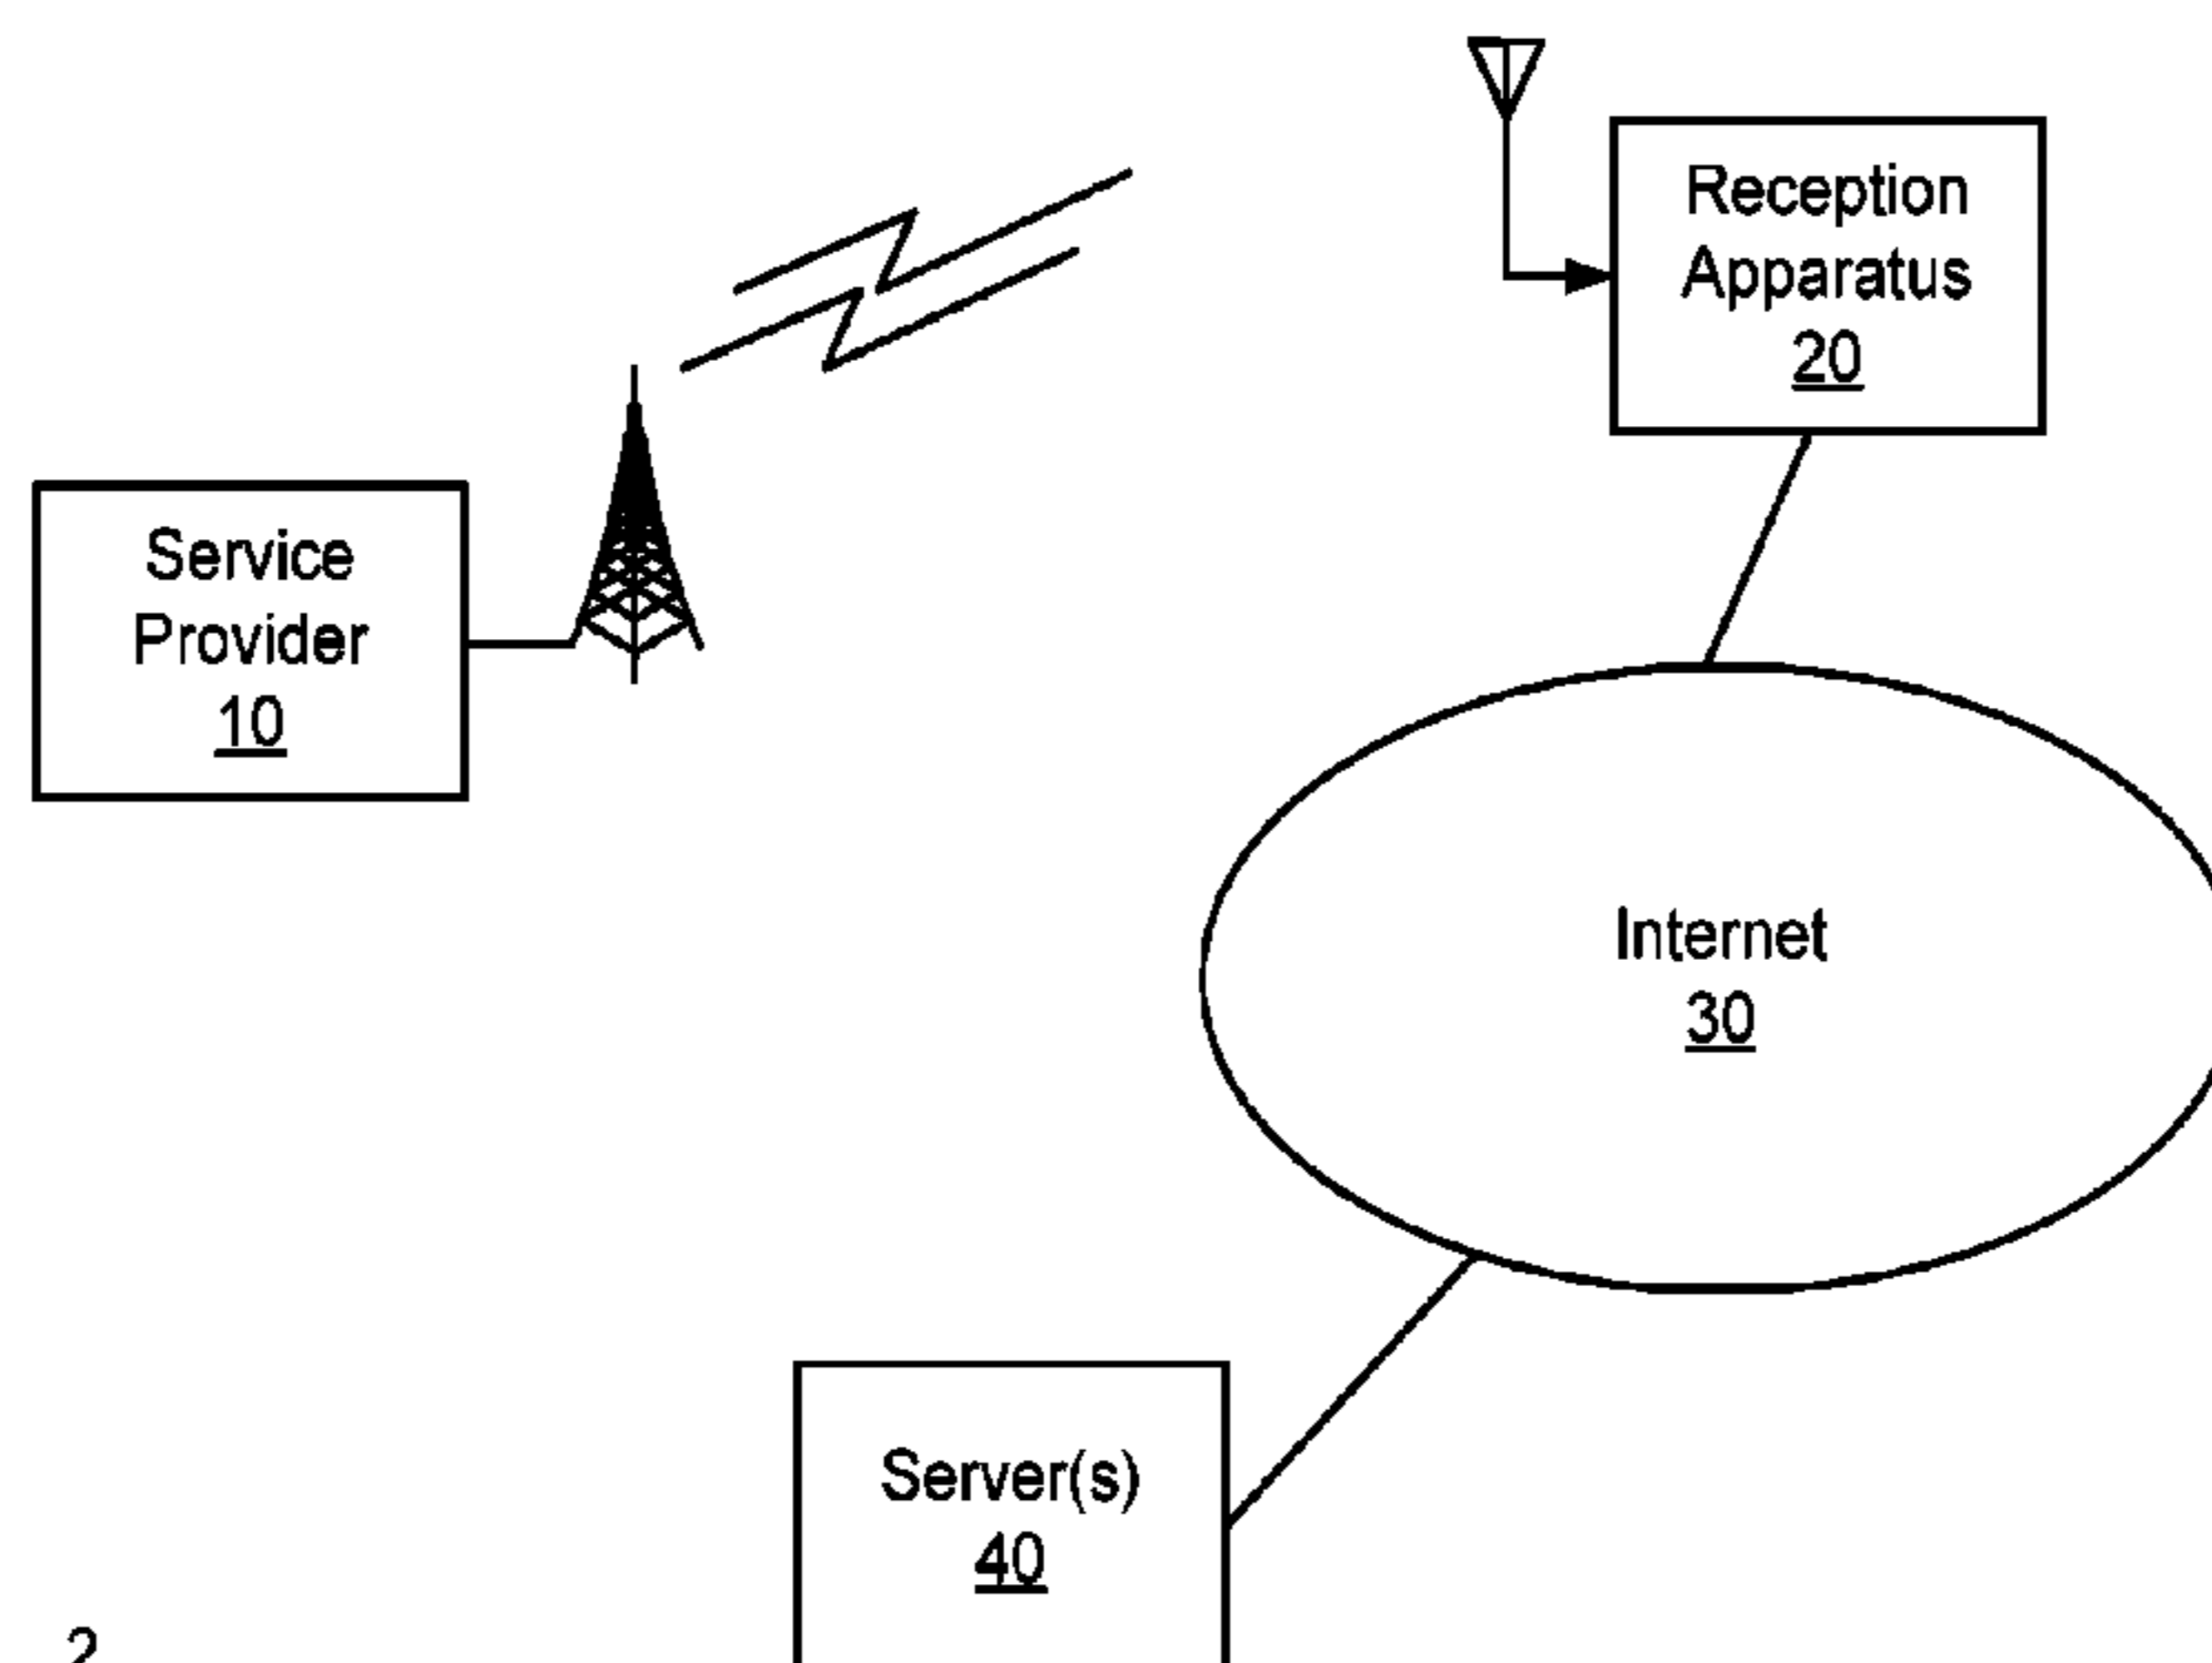 Reception
Apparatus
20
Service
Provider
10
Internet
30
Server(s)
40
2